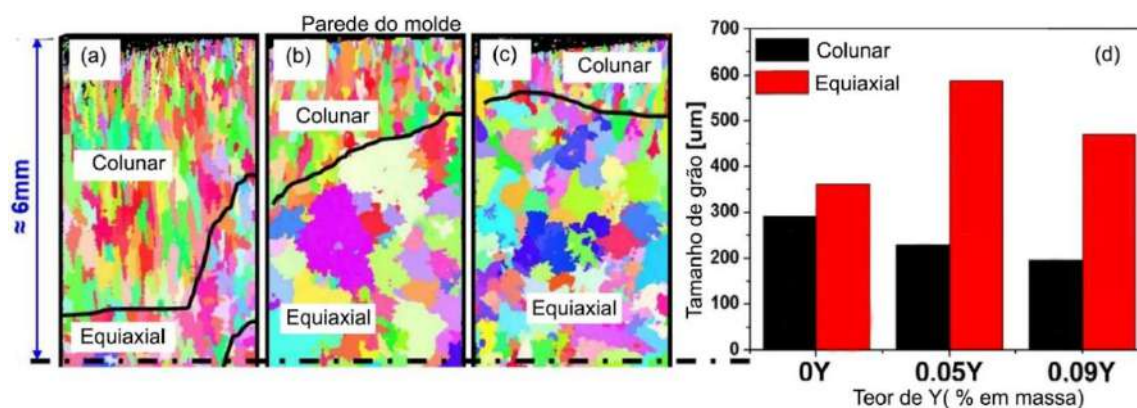 Parede do molde
(a)
(b)
(c)
Colunar
Colunar
Colunar
Equiaxial
Equiaxial
Equiaxial
≈ 6mm
(d)
Colunar
Equiaxial
Tamanho de grão [um]
700
600
500
400
300
200
100
0
0Y 0.05Y 0.09Y
Teor de Y( % em massa)